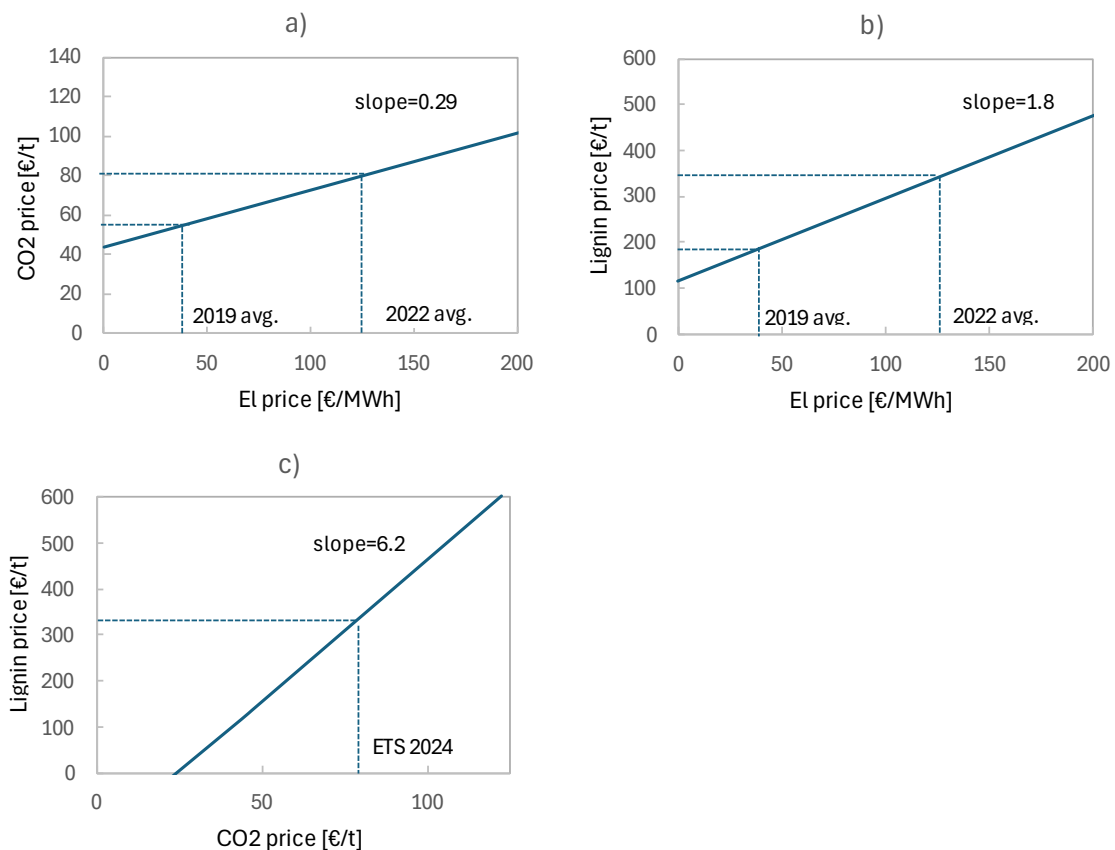 a)
140
120
100
80
60
40
20
0
CO2 price [€/t]
slope=0.29
2019 avg.
2022 avg.
0 50 100 150 200
El price [€/MWh]
b)
600
500
400
300
200
100
0
Lignin price [€/t]
slope=1.8
2019 avg.
2022 avg.
0 50 100 150 200
El price [€/MWh]
c)
600
500
400
300
200
100
0
Lignin price [€/t]
slope=6.2
ETS 2024
0 50 100
CO2 price [€/t]